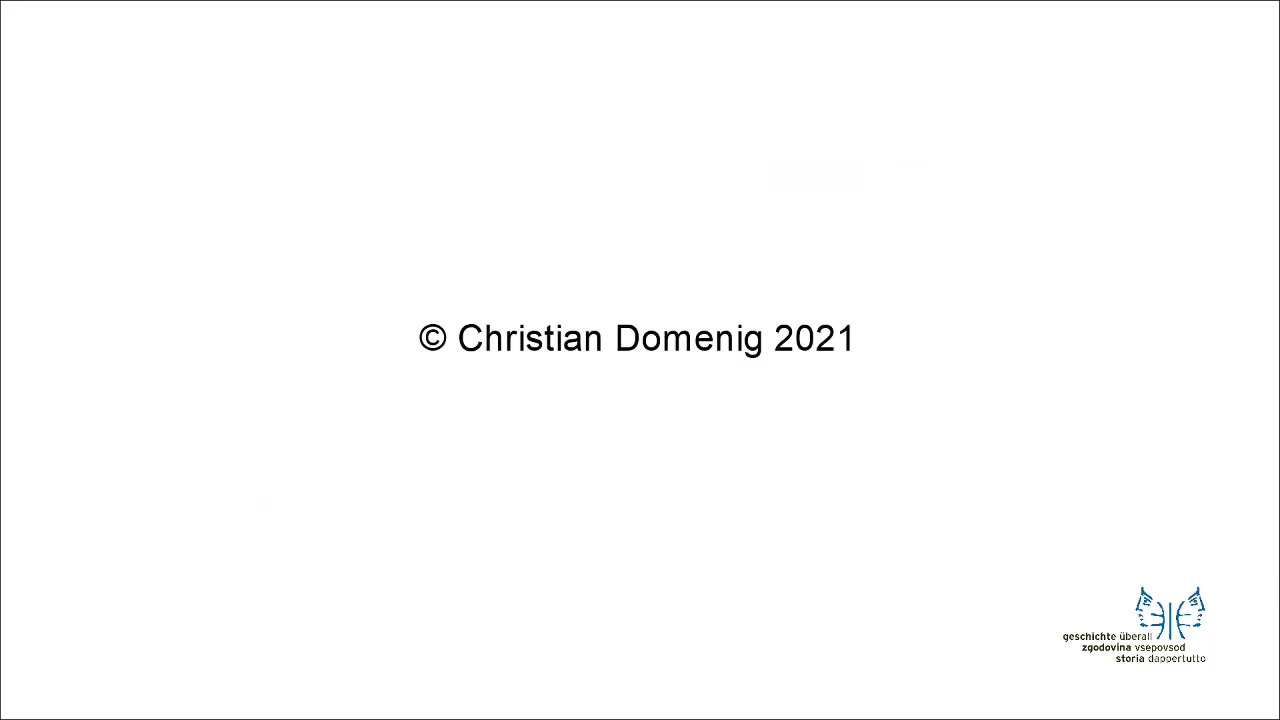 © Christian Domenig 2021
geschichte überall
zgodovina vsepovsod
storia dappertutto